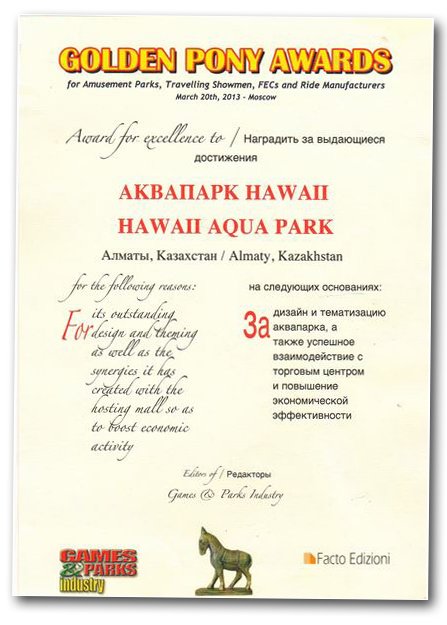 GOLDEN PONY AWARDS
for Amusement Parks, Travelling Showmen, FECs and Ride Manufacturers
March 20th, 2013 - Moscow
Award for excellence to / Наградить за выдающиеся
достижения
АКВАПАРК HAWAII
HAWAII AQUA PARK
Алматы, Казахстан / Almaty, Kazakhstan
for the following reasons:
For its outstanding
design and theming
as well as the
synergies it has
created with the
hosting mall so as
to boost economic
activity
на следующих основаниях:
За дизайн и тематизацию
аквапарка, а
также успешное
взаимодействие с
торговым центром
и повышение
экономической
эффективности
Editors of / Редакторы
Games & Parks Industry
GAMES
& PARKS
industry
Facto Edizioni